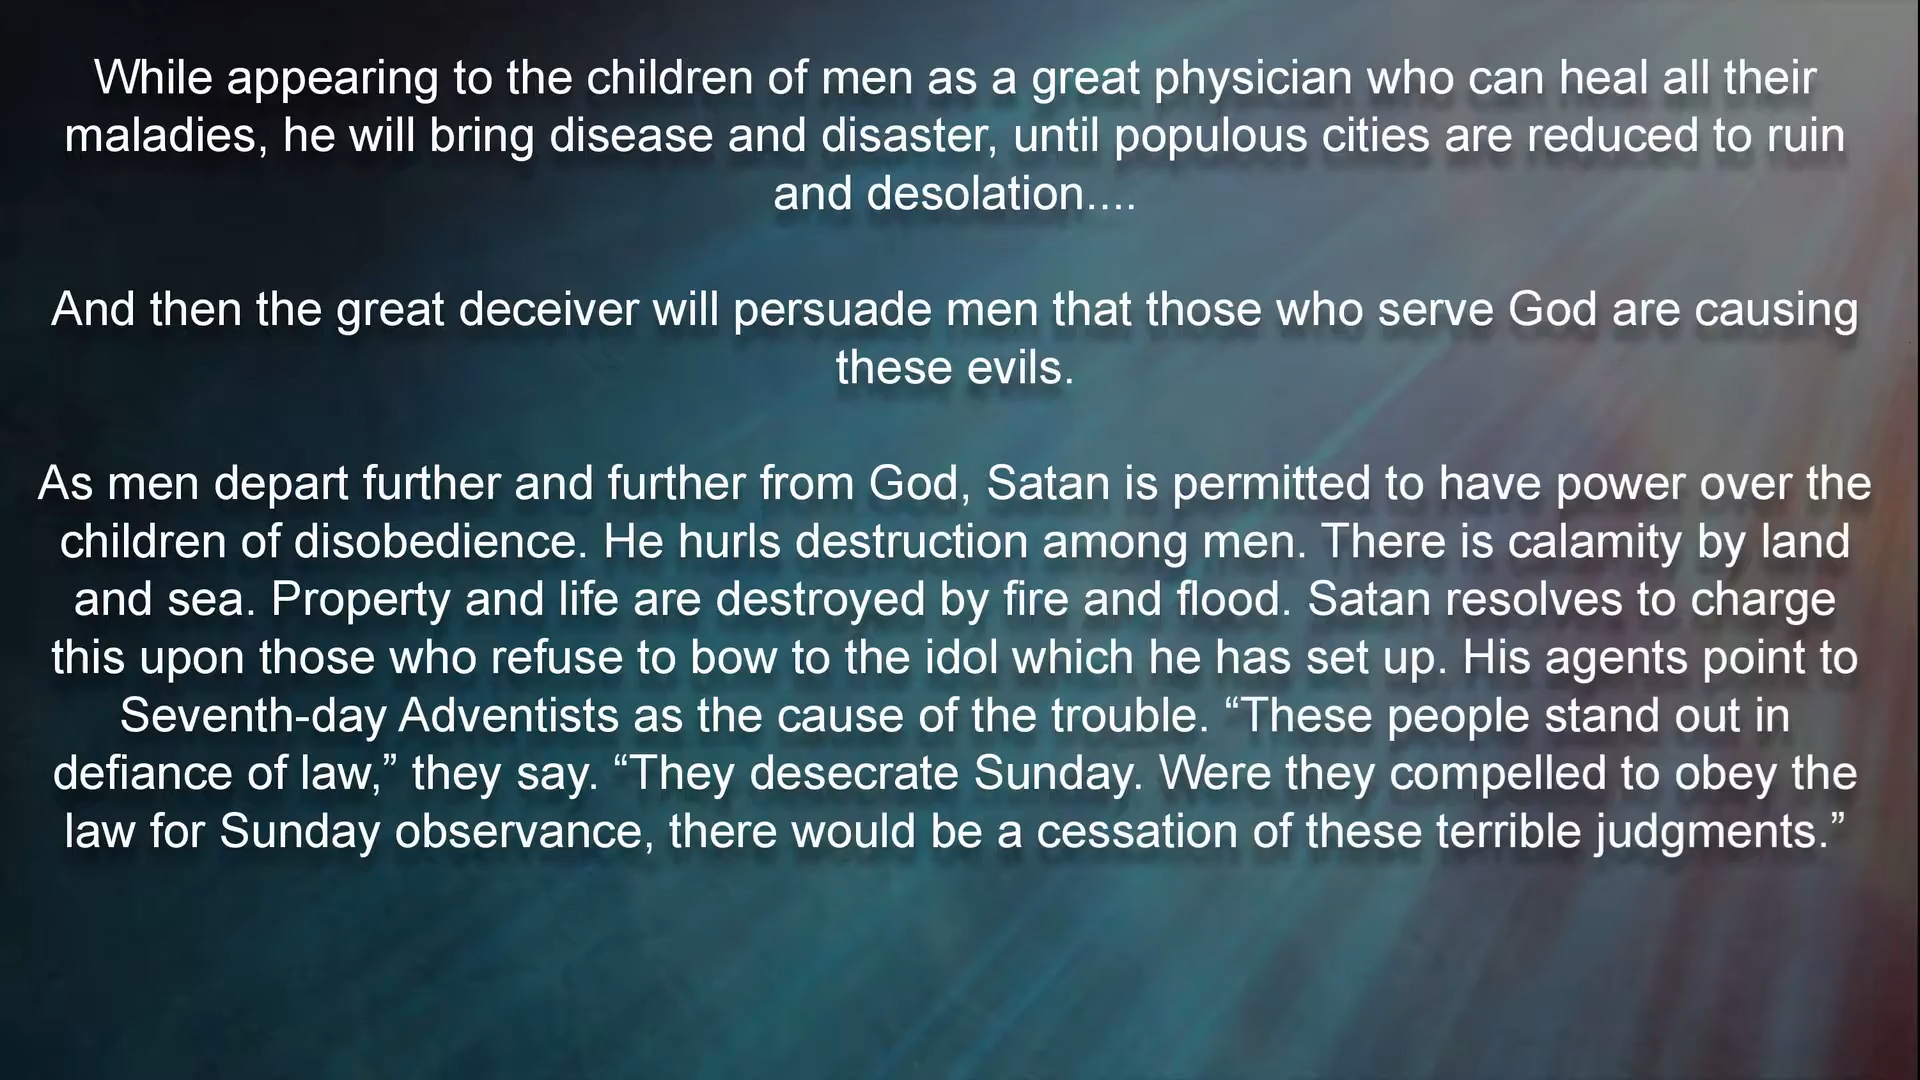 While appearing to the children of men as a great physician who can heal all their
maladies, he will bring disease and disaster, until populous cities are reduced to ruin
and desolation....
And then the great deceiver will persuade men that those who serve God are causing
these evils.
As men depart further and further from God, Satan is permitted to have power over the
children of disobedience. He hurls destruction among men. There is calamity by land
and sea. Property and life are destroyed by fire and flood. Satan resolves to charge
this upon those who refuse to bow to the idol which he has set up. His agents point to
Seventh-day Adventists as the cause of the trouble. “These people stand out in
defiance of law,” they say. “They desecrate Sunday. Were they compelled to obey the
law for Sunday observance, there would be a cessation of these terrible judgments.”